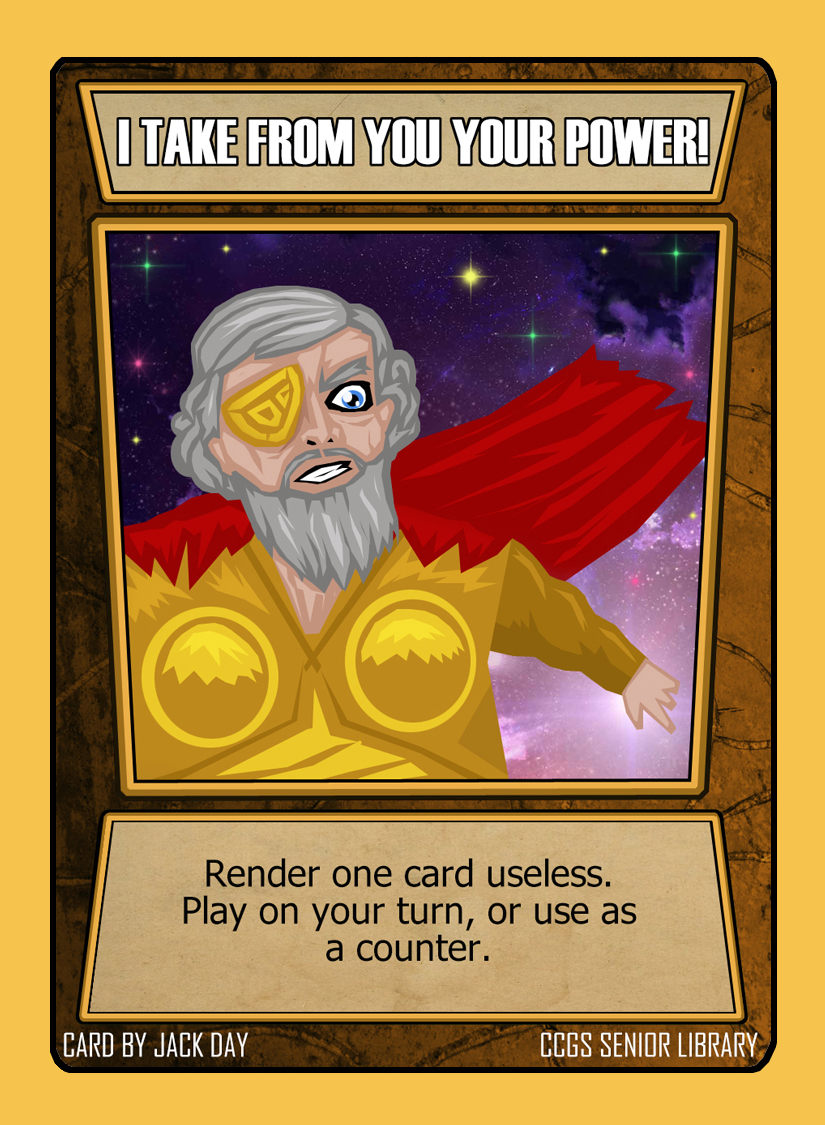 I TAKE FROM YOU YOUR POWER!
Render one card useless.
Play on your turn, or use as
a counter.
CARD BY JACK DAY
CCGS SENIOR LIBRARY